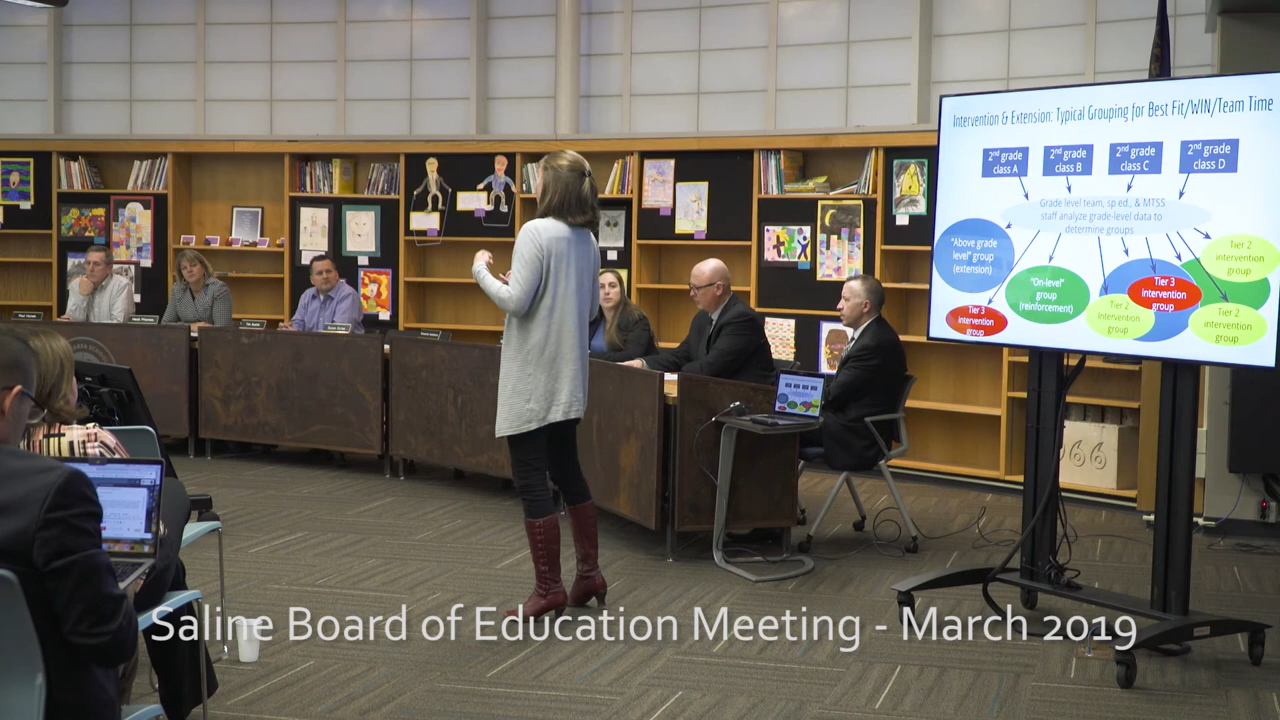 Intervention & Extension: Typical Grouping for Best Fit/WIN/Team Time
2nd grade
class A
2nd grade
class B
2nd grade
class C
2nd grade
class D
Grade level team, sp ed., & MTSS
staff analyze grade-level data to
determine groups
"Above grade
level" group
(extension)
"On-level"
group
(reinforcement)
Tier 3
intervention
group
Tier 2
intervention
group
Tier 3
intervention
group
Tier 2
intervention
group
Tier 2
intervention
group
Saline Board of Education Meeting - March 2019